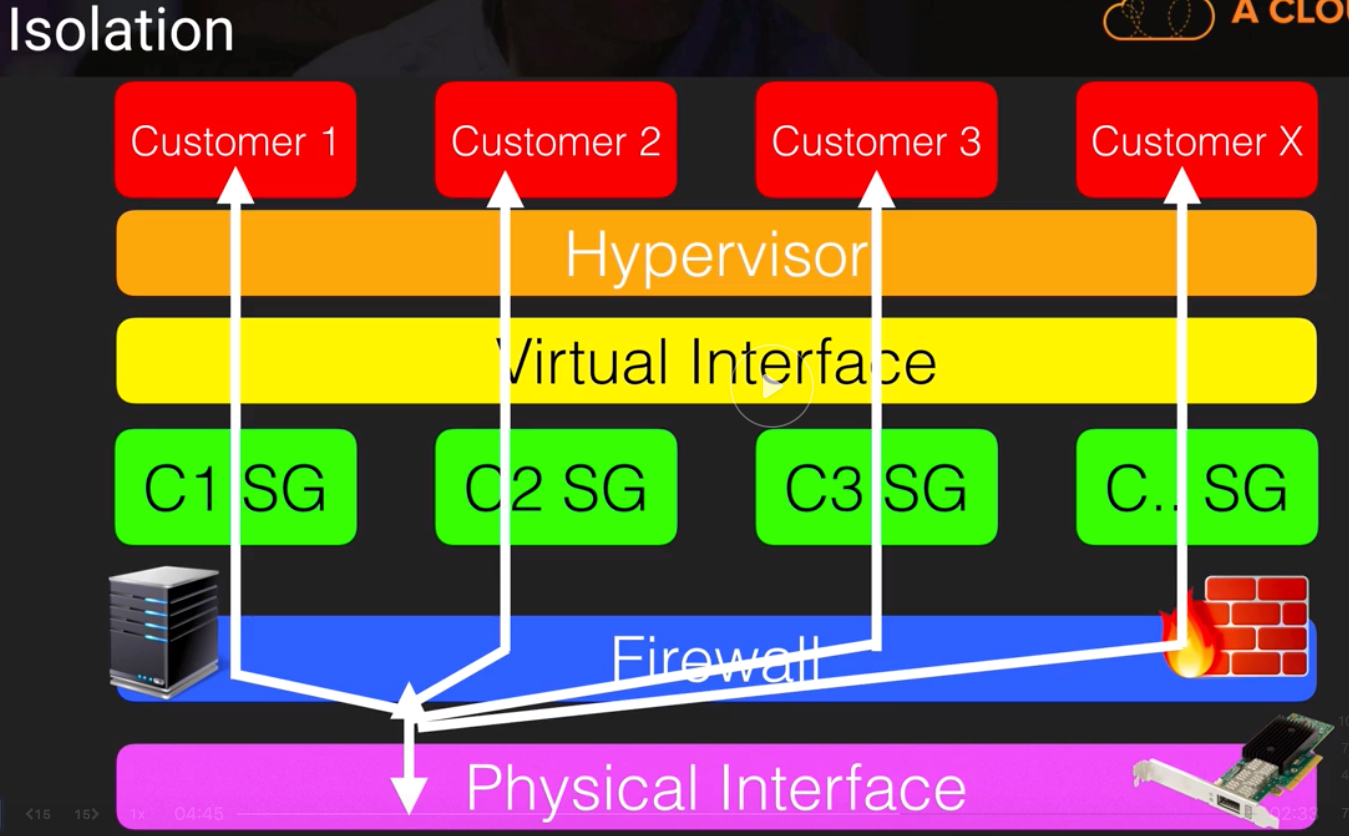 Isolation
A CLOU
Customer 1
Customer 2
Customer 3
Customer X
Hypervisor
Virtual Interface
C1 SG
C2 SG
C3 SG
C.. SG
Firewall
Physical Interface
<15
15>
1x
04:45
02:33